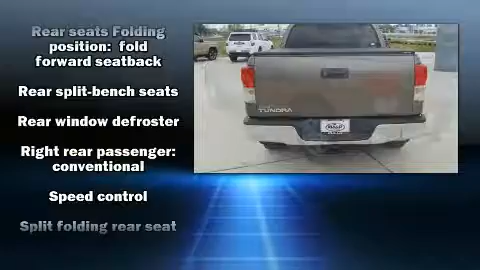 Rear seats Folding
position: fold
forward seatback
Rear split-bench seats
Rear window defroster
Right rear passenger:
conventional
Speed control
Split folding rear seat
TUNDRA